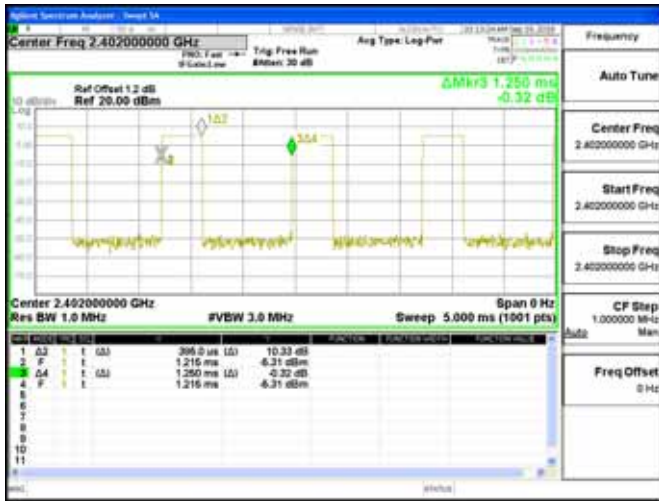 Agilent Spectrum Analyzer - Swept SA
Center Freq 2.402000000 GHz
PNO: Fast
IFGain:Low
Trig: Free Run
#Atten: 30 dB
Avg Type: Log-Pwr
Frequency
Auto Tune
Ref Offset 1.2 dB
Ref 20.00 dBm
ΔMkr3 1.250 ms
-0.32 dB
10 dB/div
Log
1Δ2
3Δ4
Center Freq
2.402000000 GHz
Start Freq
2.402000000 GHz
Stop Freq
2.402000000 GHz
CF Step
1.000000 MHz
Auto Man
Freq Offset
0 Hz
Center 2.402000000 GHz
Span 0 Hz
Res BW 1.0 MHz
#VBW 3.0 MHz
Sweep 5.000 ms (1001 pts)
FUNCTION FUNCTION WIDTH FUNCTION VALUE
1 Δ2 1 t (Δ) 395.0 us (Δ) 10.33 dB
2 F 1 t 1.215 ms -6.31 dBm
3 Δ4 1 t (Δ) 1.250 ms (Δ) -0.32 dB
4 F 1 t 1.215 ms -6.31 dBm
5
6
7
8
9
10
11
MSG
STATUS